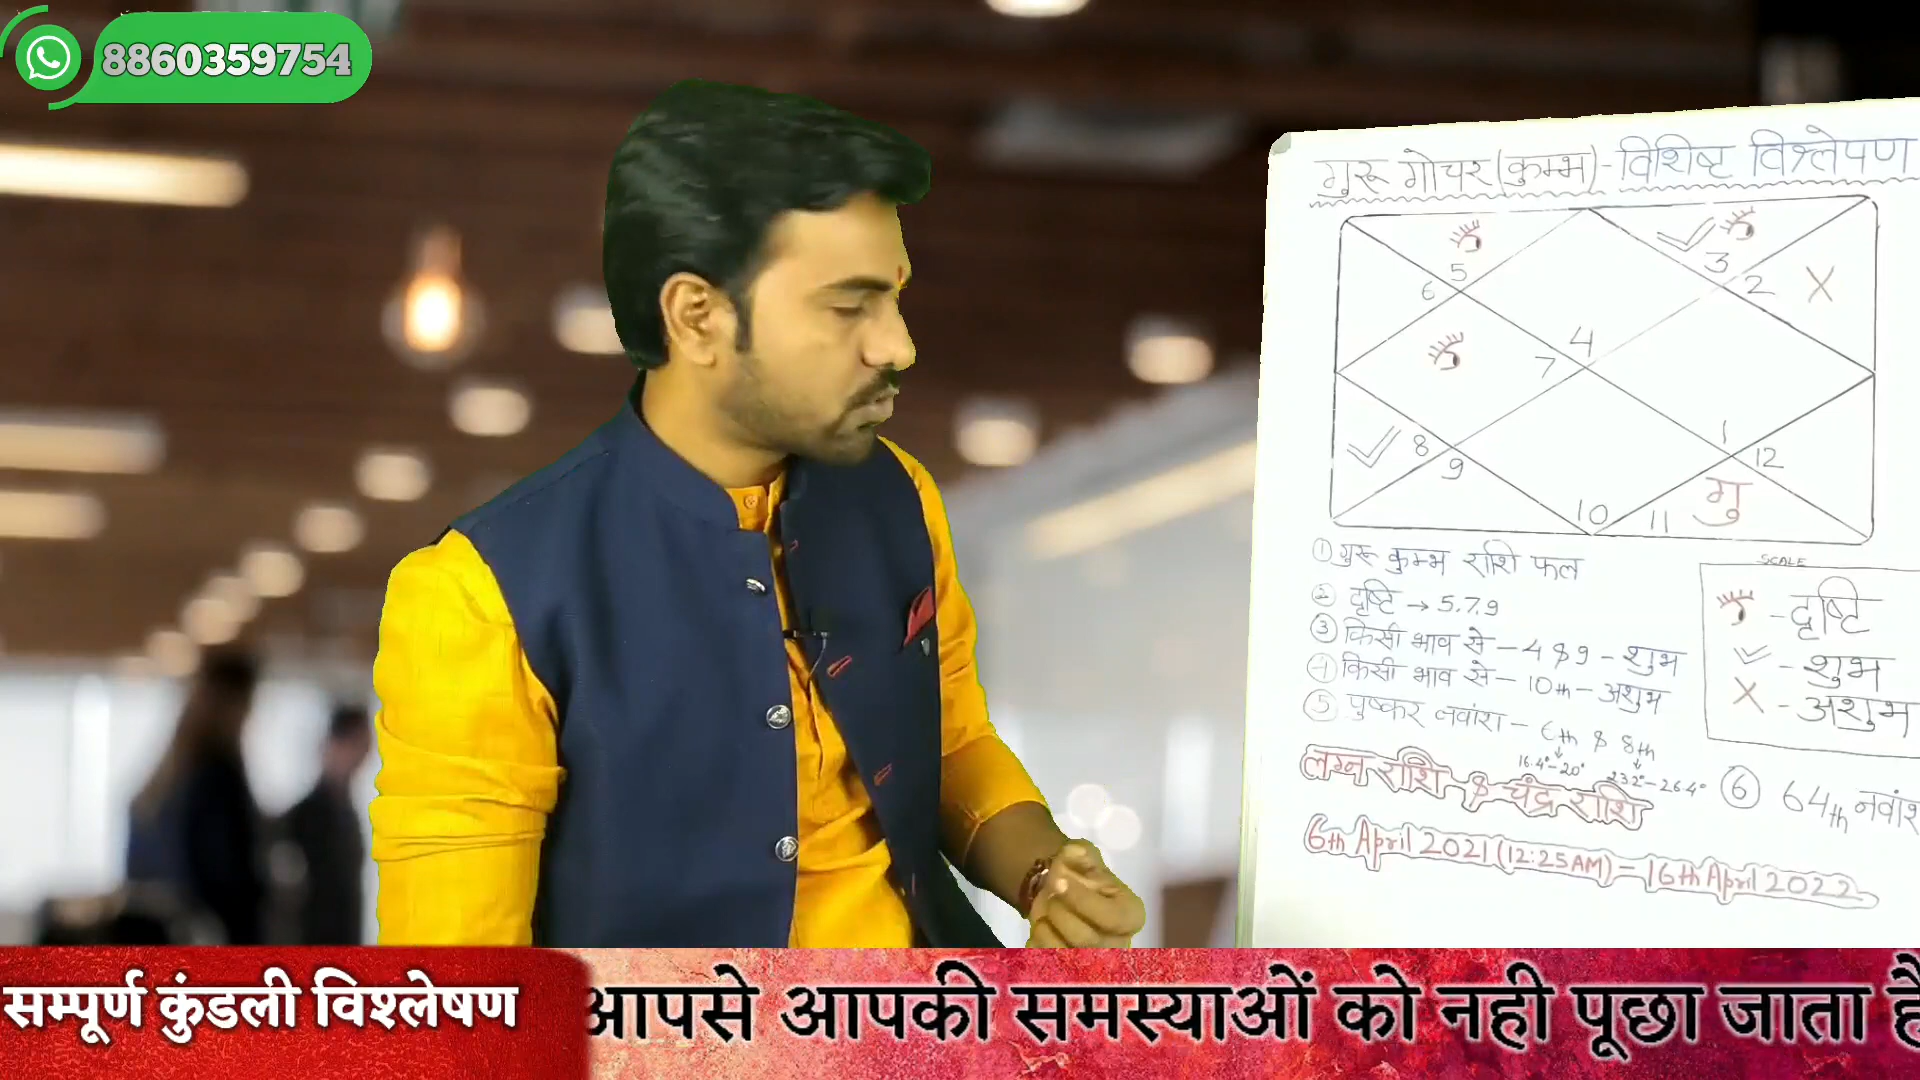 8860359754
गुरू गोचर (कुम्भ) - विशिष्ट विश्लेषण
5
3
6
2
X
4
7
1
8
12
9
गु
10
11
① गुरू कुम्भ राशि फल
② दृष्टि → 5.7.9
③ किसी भाव से - 4 $ 9 - शुभ
④ किसी भाव से - 10th - अशुभ
⑤ पुष्कर नवांश - 6th $ 8th
16.4° - 20°
23.2° - 26.4°
SCALE
- दृष्टि
- शुभ
X - अशुभ
लग्न राशि $ चंद्र राशि
⑥ 64th नवांश
6th April 2021 (12:25 AM) - 16th April 2022
सम्पूर्ण कुंडली विश्लेषण
आपसे आपकी समस्याओं को नही पूछा जाता है